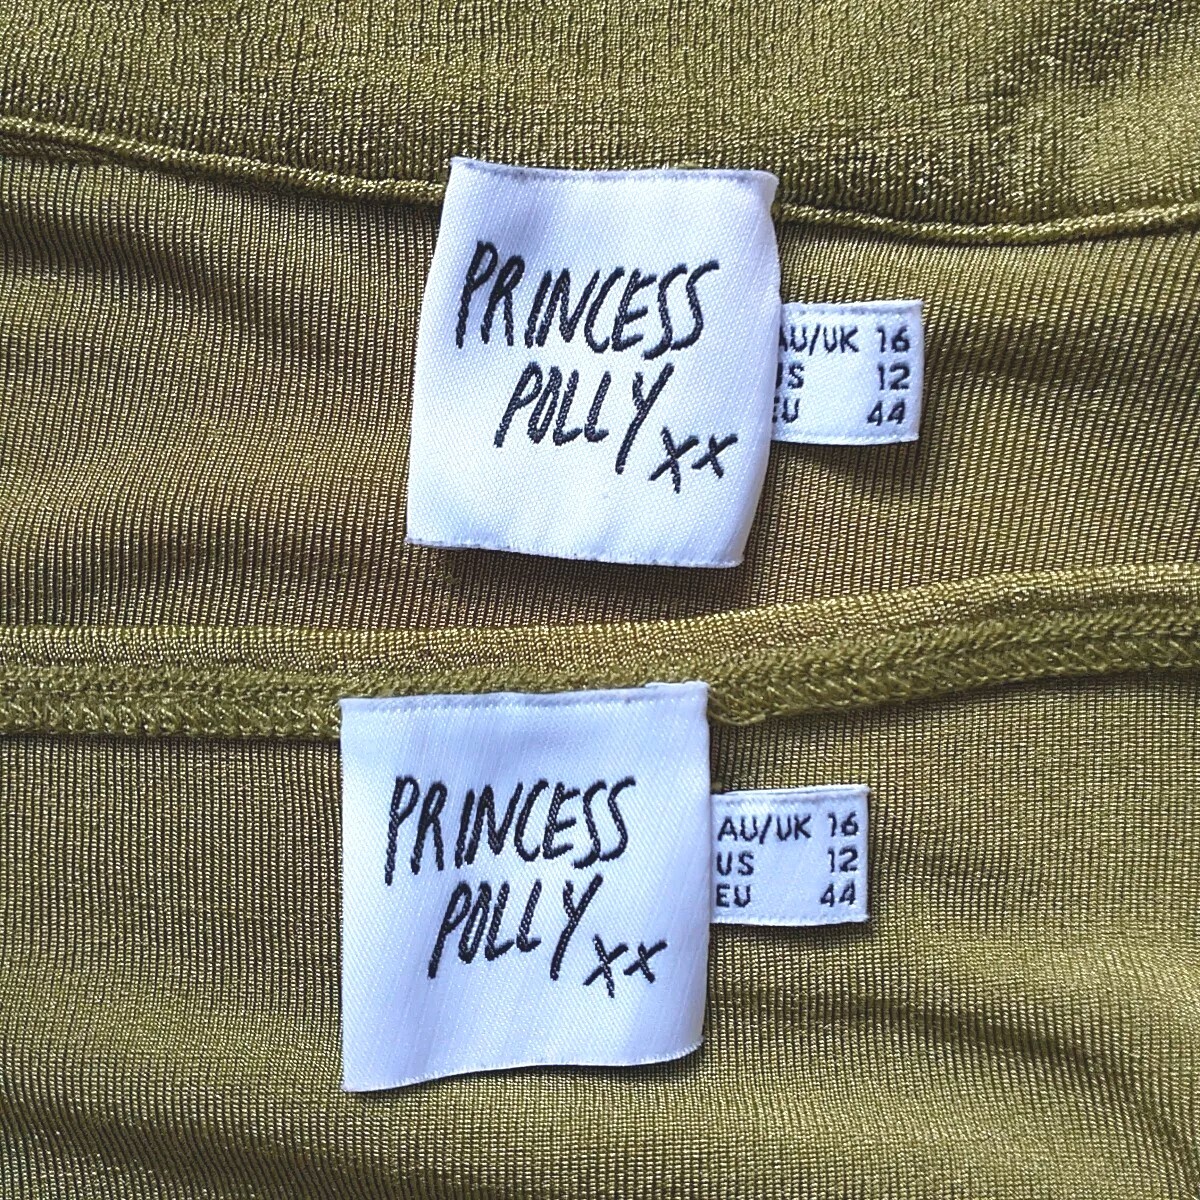 PRINCESS
POLLY xx
AU/UK 16
US 12
EU 44
PRINCESS
POLLY xx
AU/UK 16
US 12
EU 44